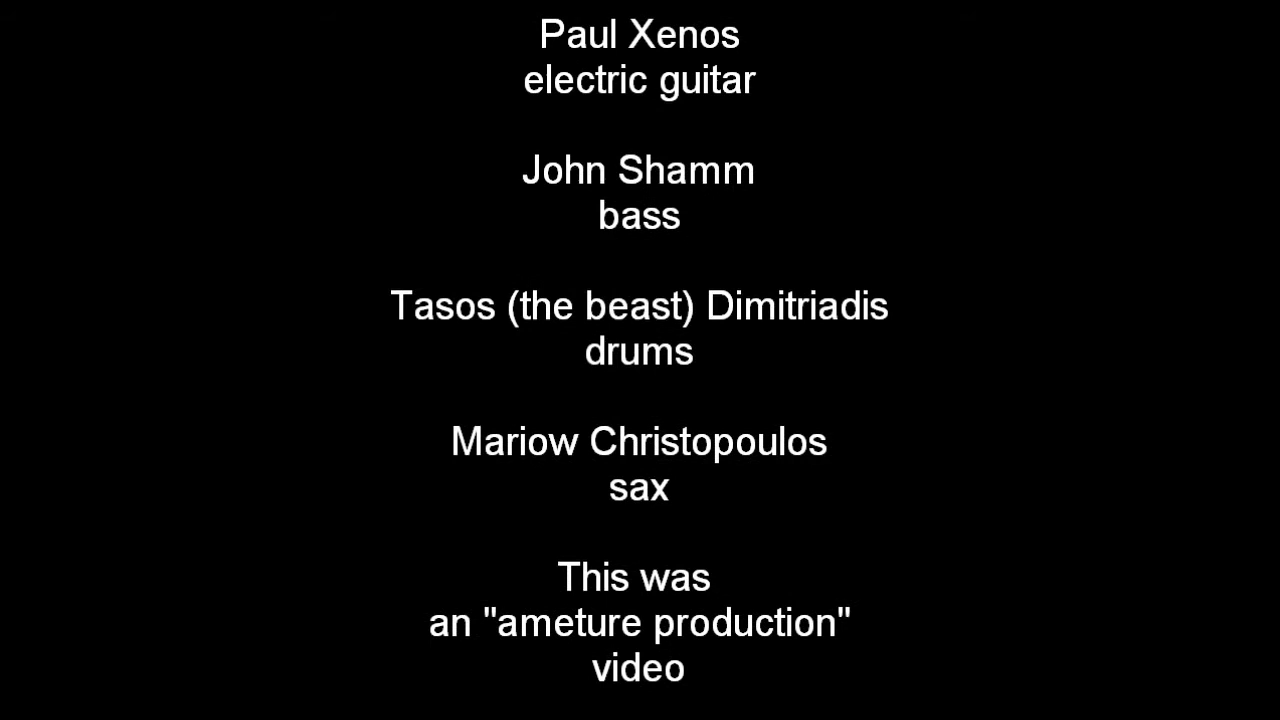 Paul Xenos
electric guitar
John Shamm
bass
Tasos (the beast) Dimitriadis
drums
Mariow Christopoulos
sax
This was
an "ameture production"
video